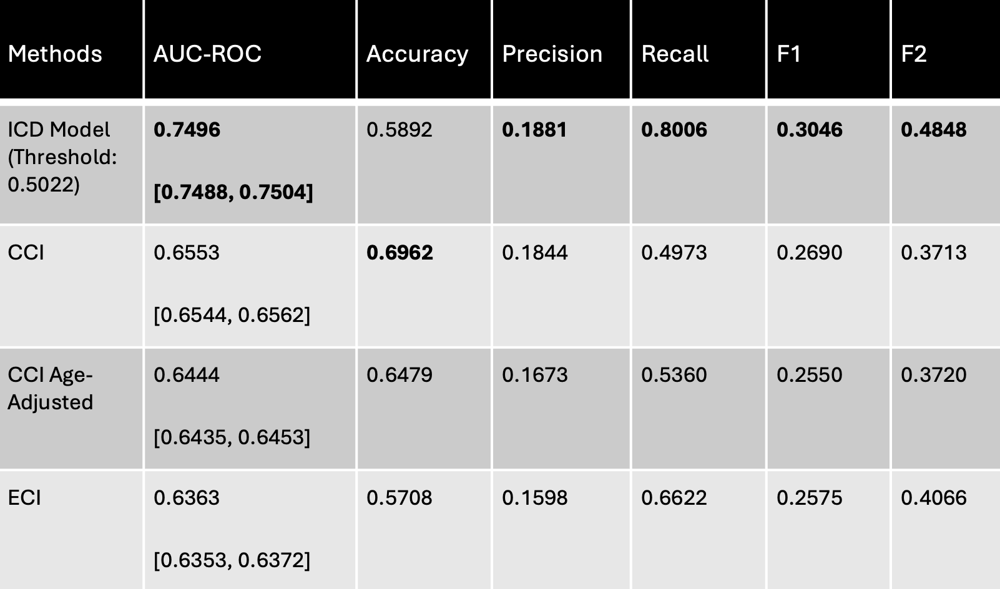 Methods AUC-ROC Accuracy Precision Recall F1 F2
ICD Model 0.7496 0.5892 0.1881 0.8006 0.3046 0.4848
(Threshold:
0.5022) [0.7488, 0.7504]
CCI 0.6553 0.6962 0.1844 0.4973 0.2690 0.3713
[0.6544, 0.6562]
CCI Age- 0.6444 0.6479 0.1673 0.5360 0.2550 0.3720
Adjusted
[0.6435, 0.6453]
ECI 0.6363 0.5708 0.1598 0.6622 0.2575 0.4066
[0.6353, 0.6372]